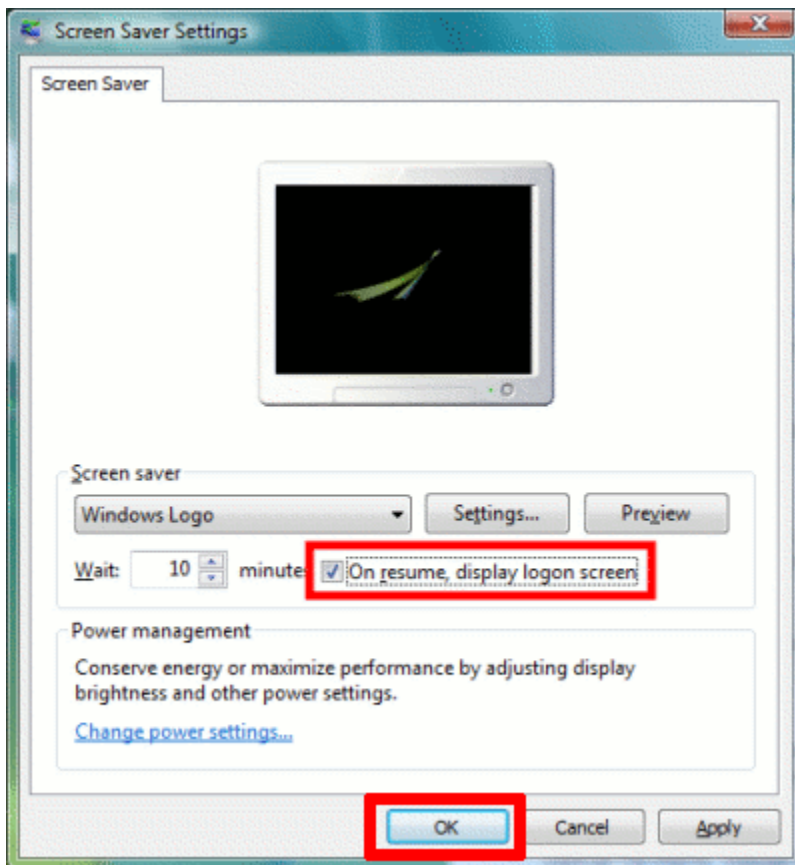 Screen Saver Settings
Screen Saver
Screen saver
Windows Logo
Settings...
Preview
Wait:
10
minutes
On resume, display logon screen
Power management
Conserve energy or maximize performance by adjusting display
brightness and other power settings.
Change power settings...
OK
Cancel
Apply